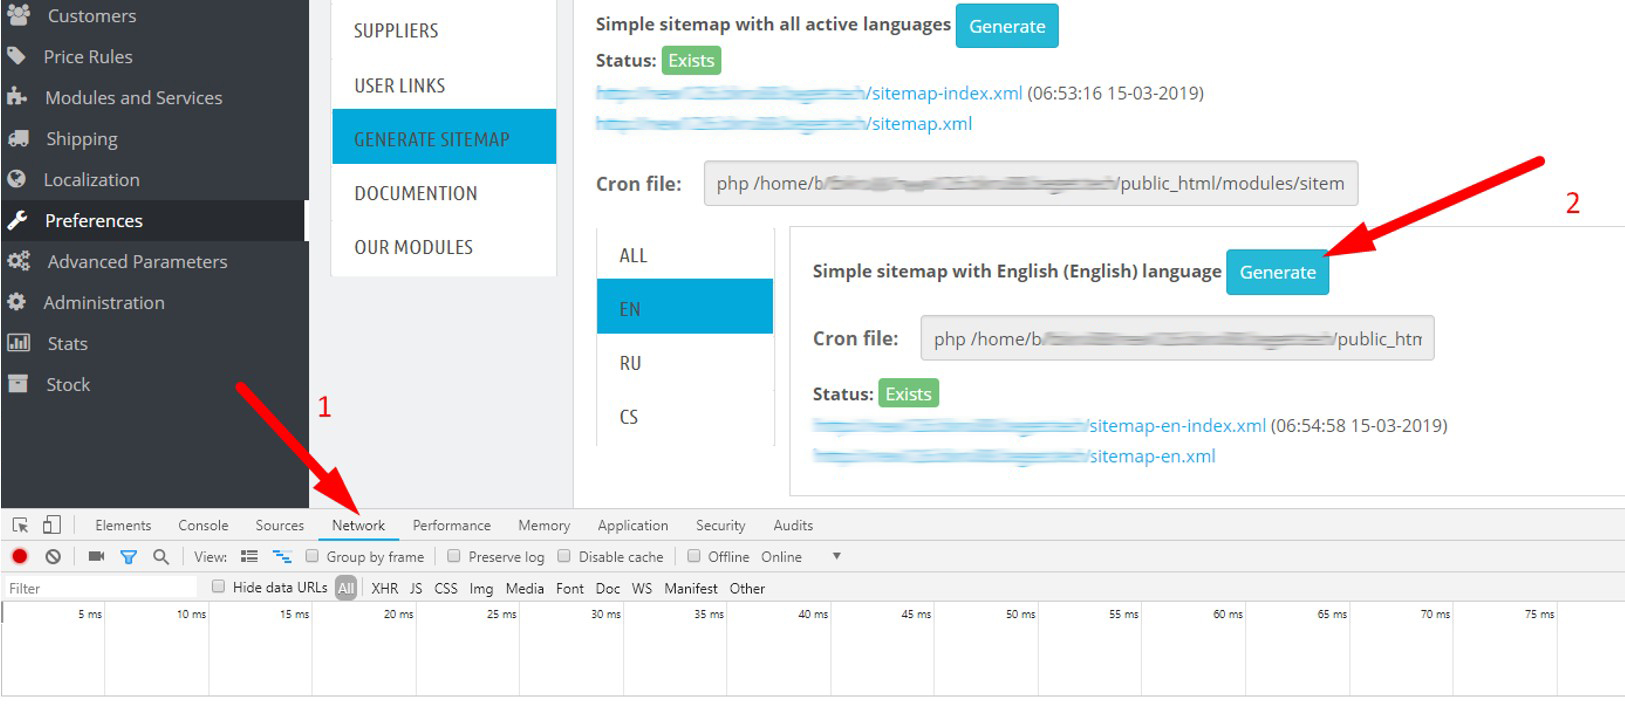 Customers
Price Rules
Modules and Services
Shipping
Localization
Preferences
Advanced Parameters
Administration
Stats
Stock
SUPPLIERS
USER LINKS
GENERATE SITEMAP
DOCUMENTION
OUR MODULES
Simple sitemap with all active languages Generate
Status: Exists
/sitemap-index.xml (06:53:16 15-03-2019)
/sitemap.xml
Cron file: php /home/b /public_html/modules/sitem
ALL
EN
RU
CS
2
Simple sitemap with English (English) language Generate
Cron file: php /home/b /public_htm
Status: Exists
/sitemap-en-index.xml (06:54:58 15-03-2019)
/sitemap-en.xml
1
Elements Console Sources Network Performance Memory Application Security Audits
View: Group by frame Preserve log Disable cache Offline Online
Filter Hide data URLs All XHR JS CSS Img Media Font Doc WS Manifest Other
5 ms 10 ms 15 ms 20 ms 25 ms 30 ms 35 ms 40 ms 45 ms 50 ms 55 ms 60 ms 65 ms 70 ms 75 ms